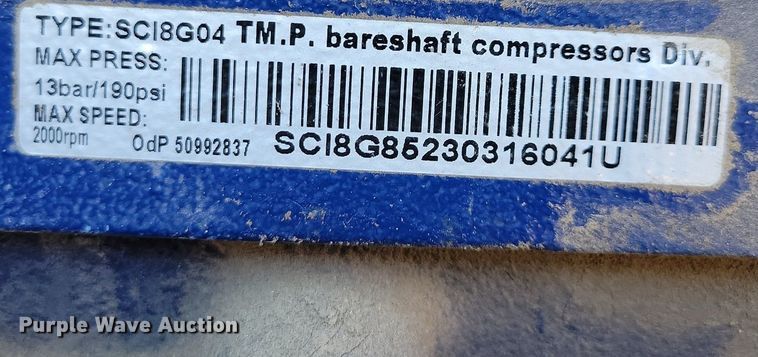 TYPE:SCI8G04 TM.P. bareshaft compressors Div.
MAX PRESS:
13bar/190psi
MAX SPEED:
2000rpm OdP 50992837 SCI8G85230316041U
Purple Wave Auction